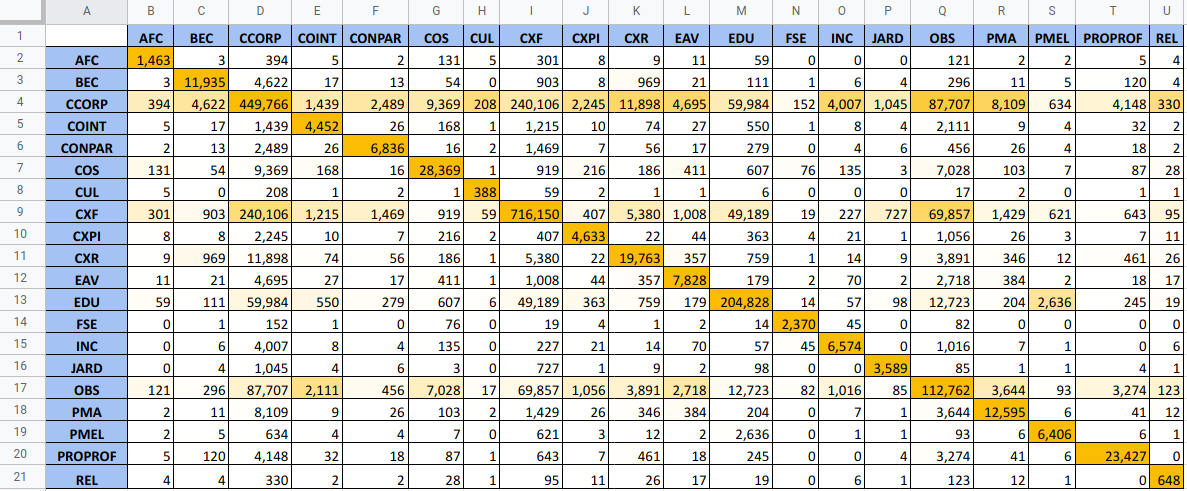 A B C D E F G H I J K L M N O P Q R S T U
1 AFC BEC CCORP COINT CONPAR COS CUL CXF CXPI CXR EAV EDU FSE INC JARD OBS PMA PMEL PROPROF REL
2 AFC 1,463 3 394 5 2 131 5 301 8 9 11 59 0 0 0 121 2 2 5 4
3 BEC 3 11,935 4,622 17 13 54 0 903 8 969 21 111 1 6 4 296 11 5 120 4
4 CCORP 394 4,622 449,766 1,439 2,489 9,369 208 240,106 2,245 11,898 4,695 59,984 152 4,007 1,045 87,707 8,109 634 4,148 330
5 COINT 5 17 1,439 4,452 26 168 1 1,215 10 74 27 550 1 8 4 2,111 9 4 32 2
6 CONPAR 2 13 2,489 26 6,836 16 2 1,469 7 56 17 279 0 4 6 456 26 4 18 2
7 COS 131 54 9,369 168 16 28,369 1 919 216 186 411 607 76 135 3 7,028 103 7 87 28
8 CUL 5 0 208 1 2 1 388 59 2 1 1 6 0 0 0 17 2 0 1 1
9 CXF 301 903 240,106 1,215 1,469 919 59 716,150 407 5,380 1,008 49,189 19 227 727 69,857 1,429 621 643 95
10 CXPI 8 8 2,245 10 7 216 2 407 4,633 22 44 363 4 21 1 1,056 26 3 7 11
11 CXR 9 969 11,898 74 56 186 1 5,380 22 19,763 357 759 1 14 9 3,891 346 12 461 26
12 EAV 11 21 4,695 27 17 411 1 1,008 44 357 7,828 179 2 70 2 2,718 384 2 18 17
13 EDU 59 111 59,984 550 279 607 6 49,189 363 759 179 204,828 14 57 98 12,723 204 2,636 245 19
14 FSE 0 1 152 1 0 76 0 19 4 1 2 14 2,370 45 0 82 0 0 0 0
15 INC 0 6 4,007 8 4 135 0 227 21 14 70 57 45 6,574 0 1,016 7 1 0 6
16 JARD 0 4 1,045 4 6 3 0 727 1 9 2 98 0 0 3,589 85 1 1 4 1
17 OBS 121 296 87,707 2,111 456 7,028 17 69,857 1,056 3,891 2,718 12,723 82 1,016 85 112,762 3,644 93 3,274 123
18 PMA 2 11 8,109 9 26 103 2 1,429 26 346 384 204 0 7 1 3,644 12,595 6 41 12
19 PMEL 2 5 634 4 4 7 0 621 3 12 2 2,636 0 1 1 93 6 6,406 6 1
20 PROPROF 5 120 4,148 32 18 87 1 643 7 461 18 245 0 0 4 3,274 41 6 23,427 0
21 REL 4 4 330 2 2 28 1 95 11 26 17 19 0 6 1 123 12 1 0 648